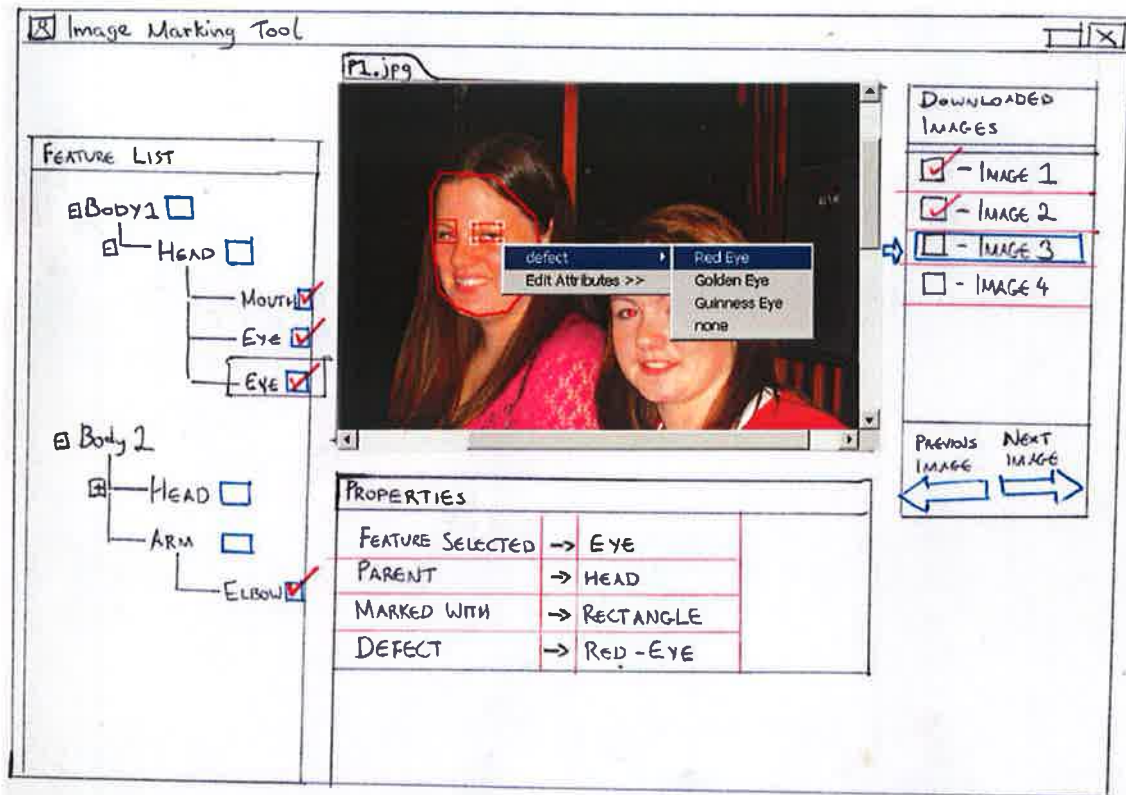 Image Marking Tool
P1.jpg
FEATURE LIST
BODY1
HEAD
MOUTH
EYE
EYE
Body 2
HEAD
ARM
ELBOW
defect
Edit Attributes >>
Red Eye
Golden Eye
Guinness Eye
none
PROPERTIES
FEATURE SELECTED -> EYE
PARENT -> HEAD
MARKED WITH -> RECTANGLE
DEFECT -> RED-EYE
DOWNLOADED
IMAGES
- IMAGE 1
- IMAGE 2
- IMAGE 3
- IMAGE 4
PREVIOUS
IMAGE
NEXT
IMAGE